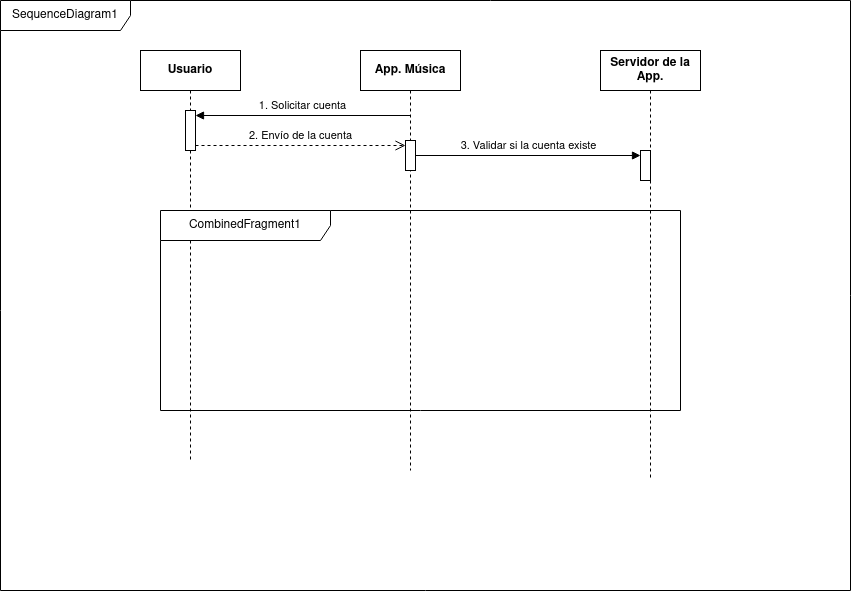 SequenceDiagram1
Usuario
App. Música
Servidor de la
App.
1. Solicitar cuenta
2. Envío de la cuenta
3. Validar si la cuenta existe
CombinedFragment1